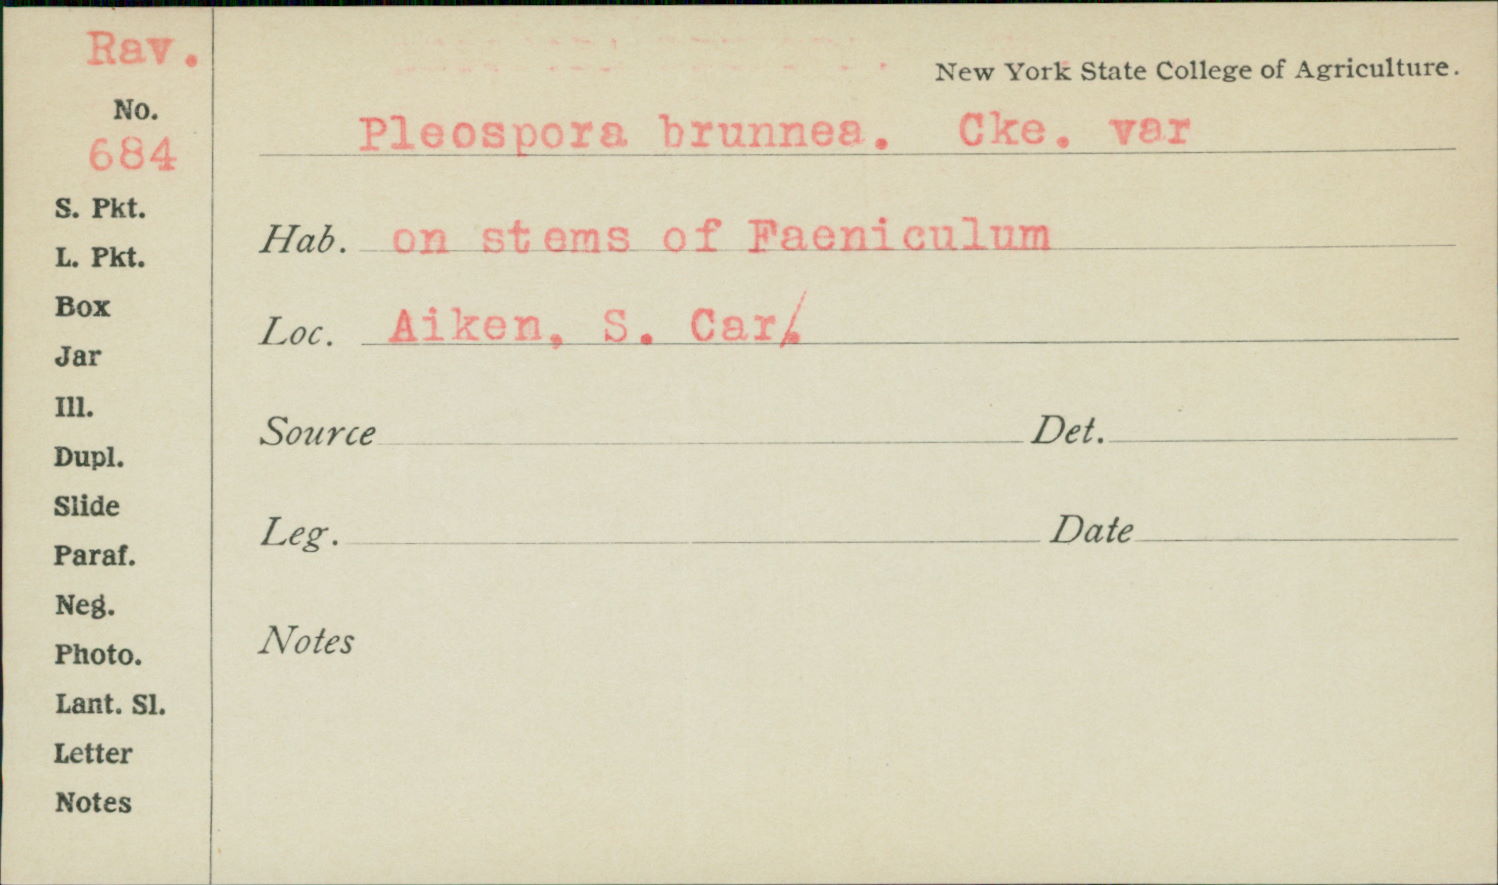 Rav.
New York State College of Agriculture.
No.
684
Pleospora brunnea. Cke. var
S. Pkt.
L. Pkt.
Box
Jar
Ill.
Dupl.
Slide
Paraf.
Neg.
Photo.
Lant. Sl.
Letter
Notes
Hab. on stems of Faeniculum
Loc. Aiken, S. Car.
Source Det.
Leg. Date
Notes